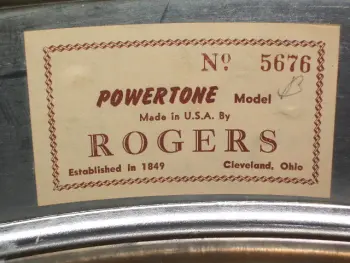 Nº 5676
POWERTONE Model
Made in U.S.A. By
ROGERS
Established in 1849 Cleveland, Ohio